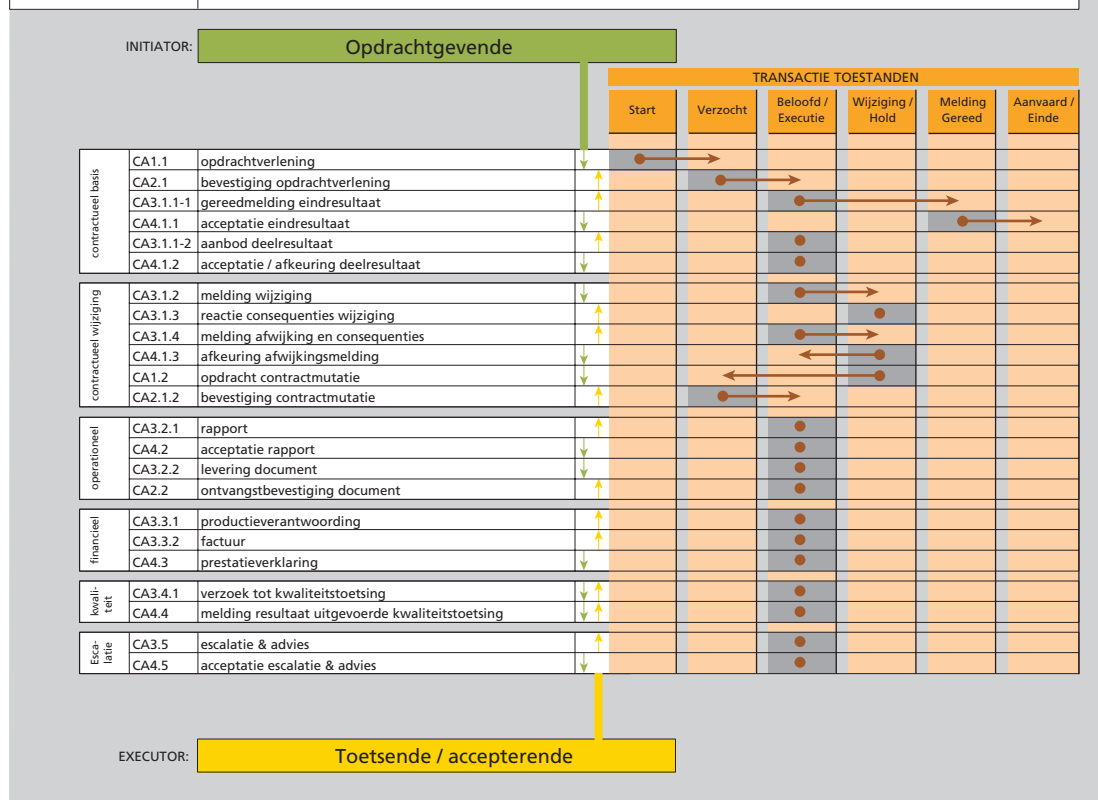 INITIATOR: Opdrachtgevende
TRANSACTIE TOESTANDEN
Start Verzocht Beloofd / Executie Wijziging / Hold Melding Gereed Aanvaard / Einde
contractueel basis
CA1.1 opdrachtverlening
CA2.1 bevestiging opdrachtverlening
CA3.1.1-1 gereedmelding eindresultaat
CA4.1.1 acceptatie eindresultaat
CA3.1.1-2 aanbod deelresultaat
CA4.1.2 acceptatie / afkeuring deelresultaat
contractueel wijziging
CA3.1.2 melding wijziging
CA3.1.3 reactie consequenties wijziging
CA3.1.4 melding afwijking en consequenties
CA4.1.3 afkeuring afwijkingsmelding
CA1.2 opdracht contractmutatie
CA2.1.2 bevestiging contractmutatie
operationeel
CA3.2.1 rapport
CA4.2 acceptatie rapport
CA3.2.2 levering document
CA2.2 ontvangstbevestiging document
financieel
CA3.3.1 productieverantwoording
CA3.3.2 factuur
CA4.3 prestatieverklaring
kwali-
teit
CA3.4.1 verzoek tot kwaliteitstoetsing
CA4.4 melding resultaat uitgevoerde kwaliteitstoetsing
Esca-
latie
CA3.5 escalatie & advies
CA4.5 acceptatie escalatie & advies
EXECUTOR: Toetsende / accepterende